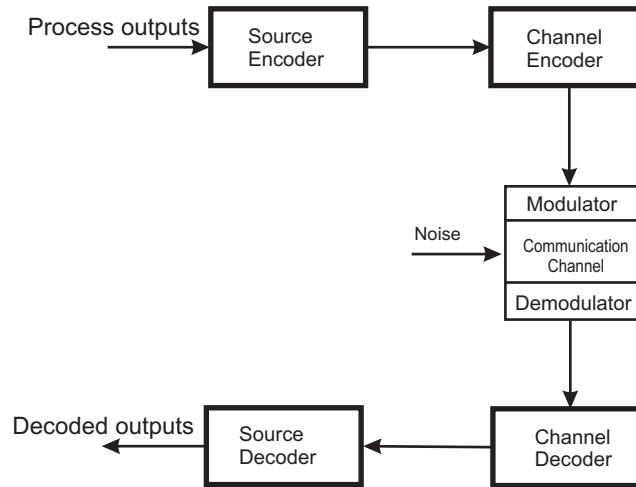 Process outputs
Source
Encoder
Channel
Encoder
Modulator
Noise
Communication
Channel
Demodulator
Decoded outputs
Source
Decoder
Channel
Decoder